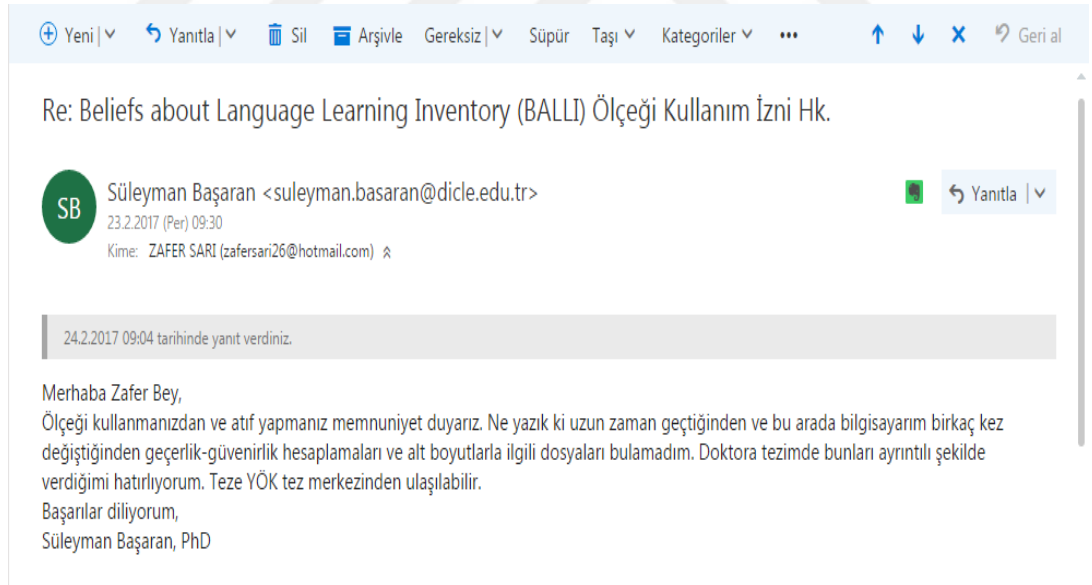 Yeni | Yanıtla | Sil Arşivle Gereksiz | Süpür Taşı Kategoriler ••• Geri al
Re: Beliefs about Language Learning Inventory (BALLI) Ölçeği Kullanım İzni Hk.
SB
Süleyman Başaran <suleyman.basaran@dicle.edu.tr>
Yanıtla |
23.2.2017 (Per) 09:30
Kime: ZAFER SARI (zafersari26@hotmail.com)
24.2.2017 09:04 tarihinde yanıt verdiniz.
Merhaba Zafer Bey,
Ölçeği kullanmanızdan ve atıf yapmanız memnuniyet duyarız. Ne yazık ki uzun zaman geçtiğinden ve bu arada bilgisayarım birkaç kez
değiştiğinden geçerlik-güvenirlik hesaplamaları ve alt boyutlarla ilgili dosyaları bulamadım. Doktora tezimde bunları ayrıntılı şekilde
verdiğimi hatırlıyorum. Teze YÖK tez merkezinden ulaşılabilir.
Başarılar diliyorum,
Süleyman Başaran, PhD